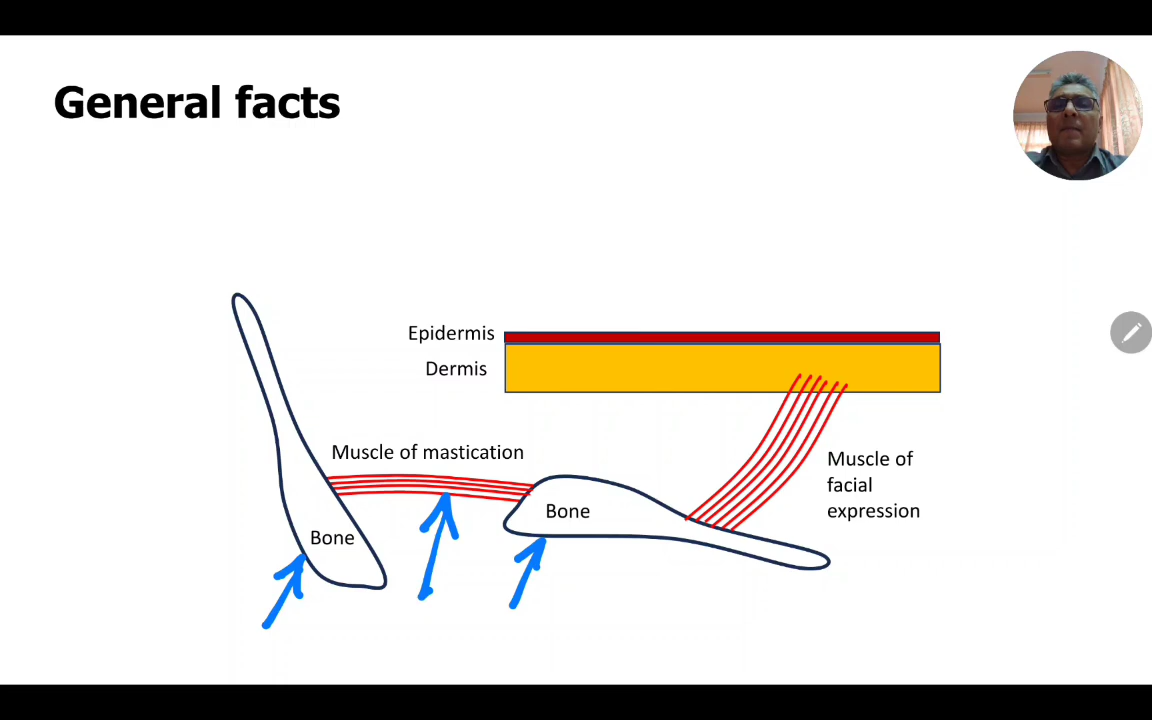 General facts
Epidermis
Dermis
Muscle of mastication
Muscle of
facial
expression
Bone
Bone